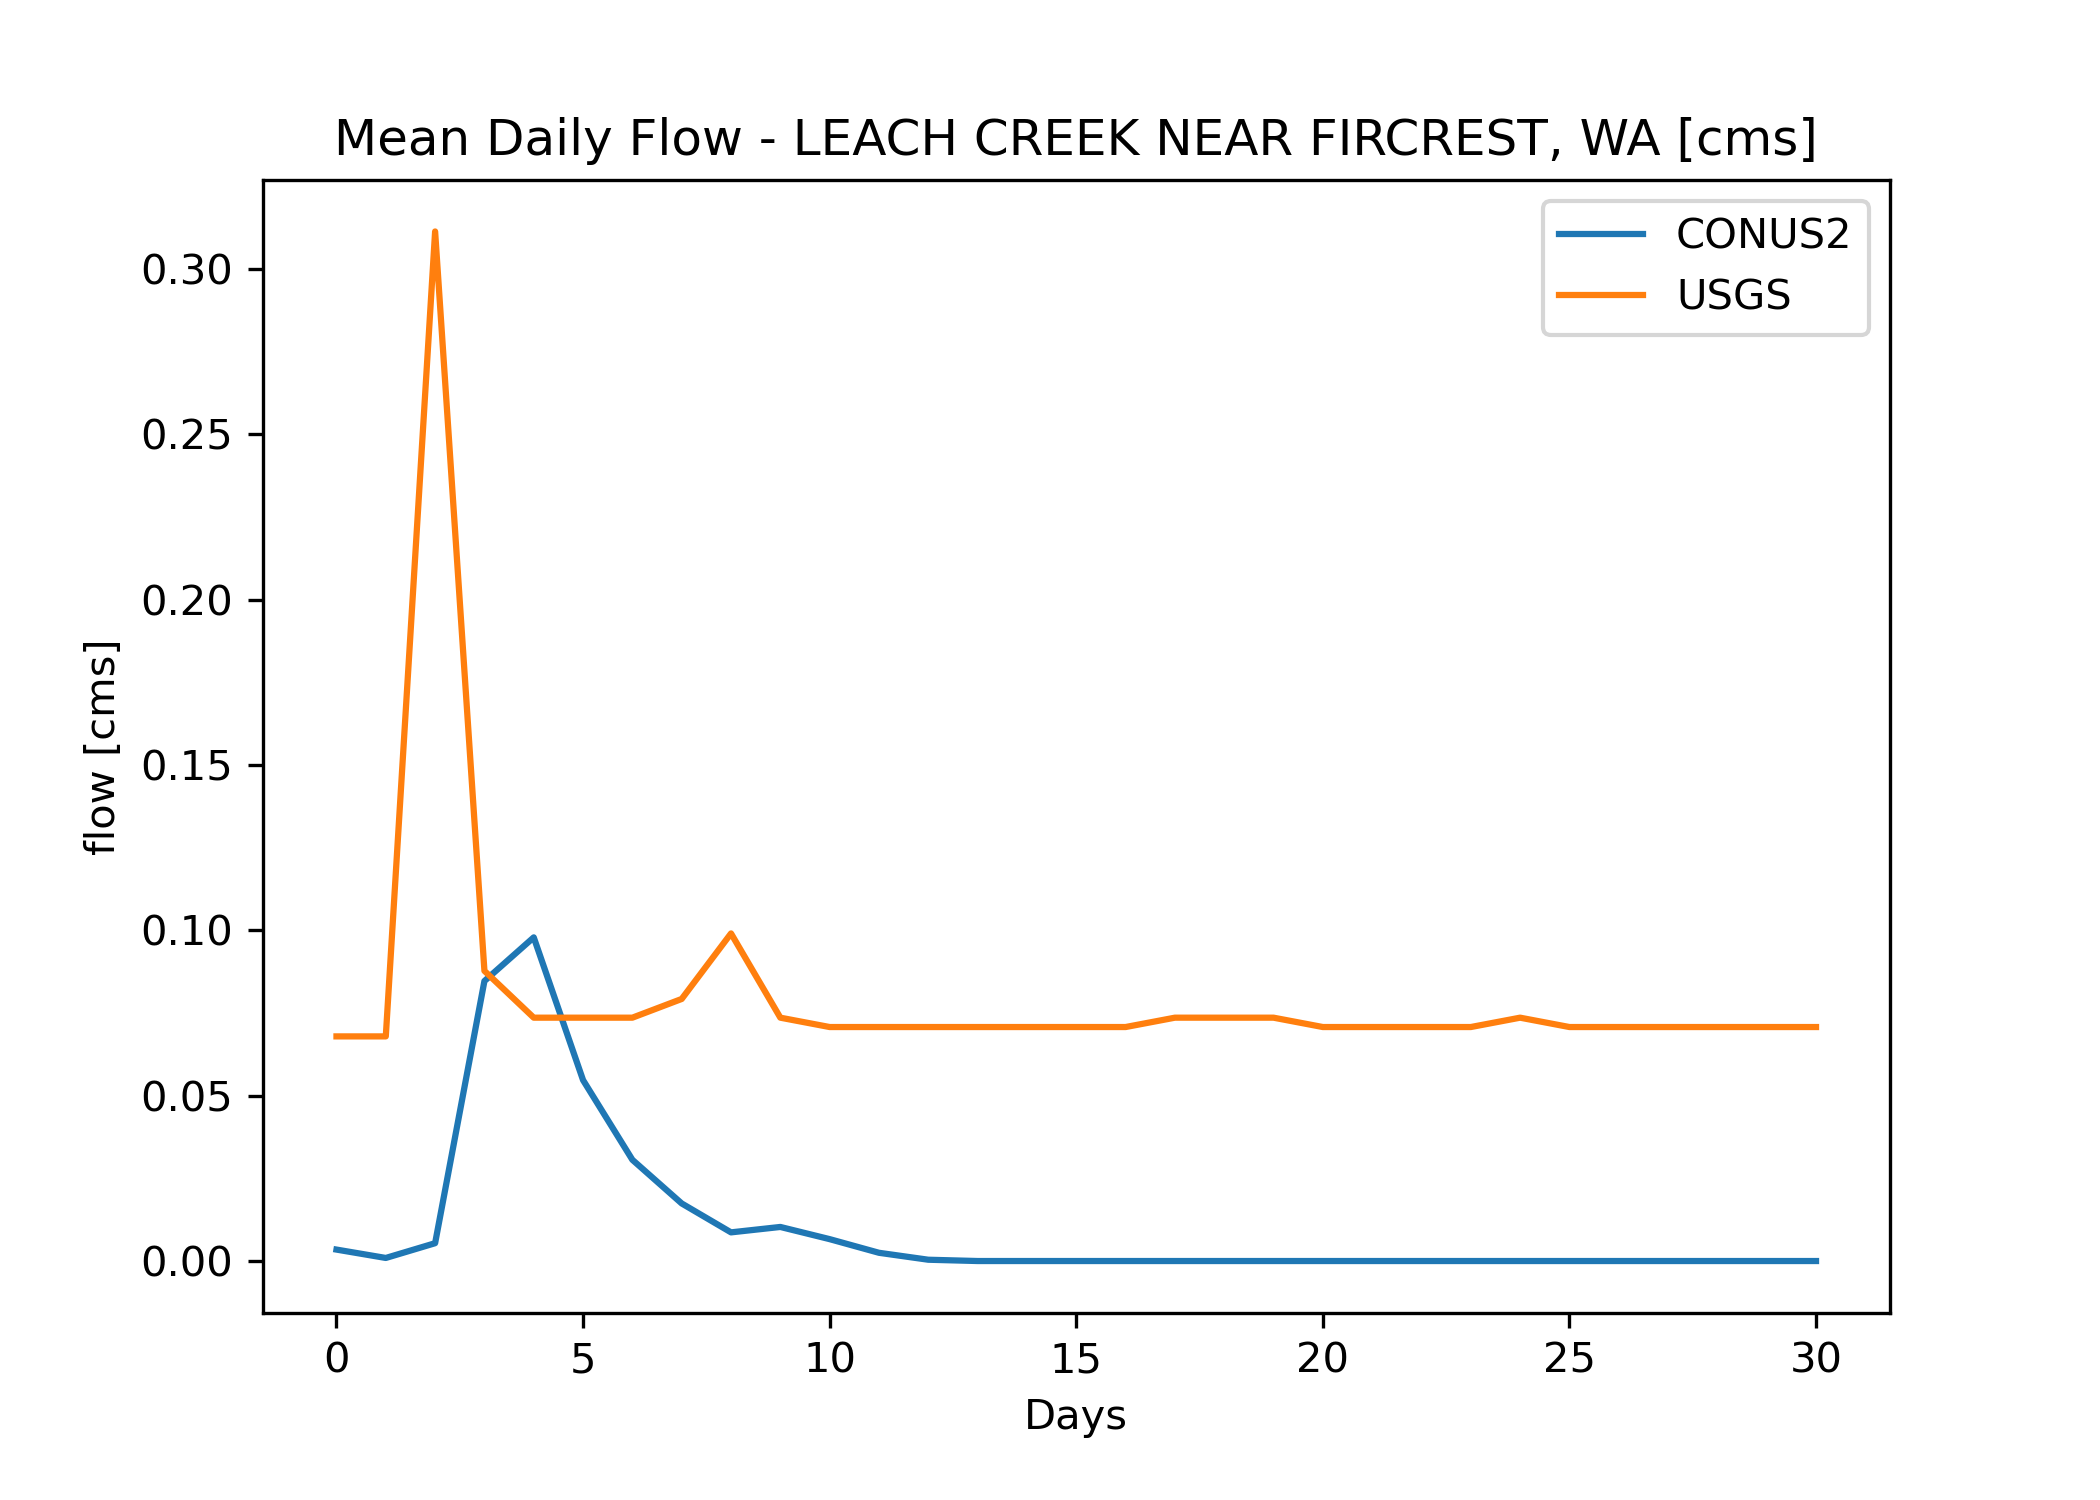 Mean Daily Flow - LEACH CREEK NEAR FIRCREST, WA [cms]
CONUS2
USGS
0.30
0.25
0.20
0.15
0.10
0.05
0.00
flow [cms]
0 5 10 15 20 25 30
Days